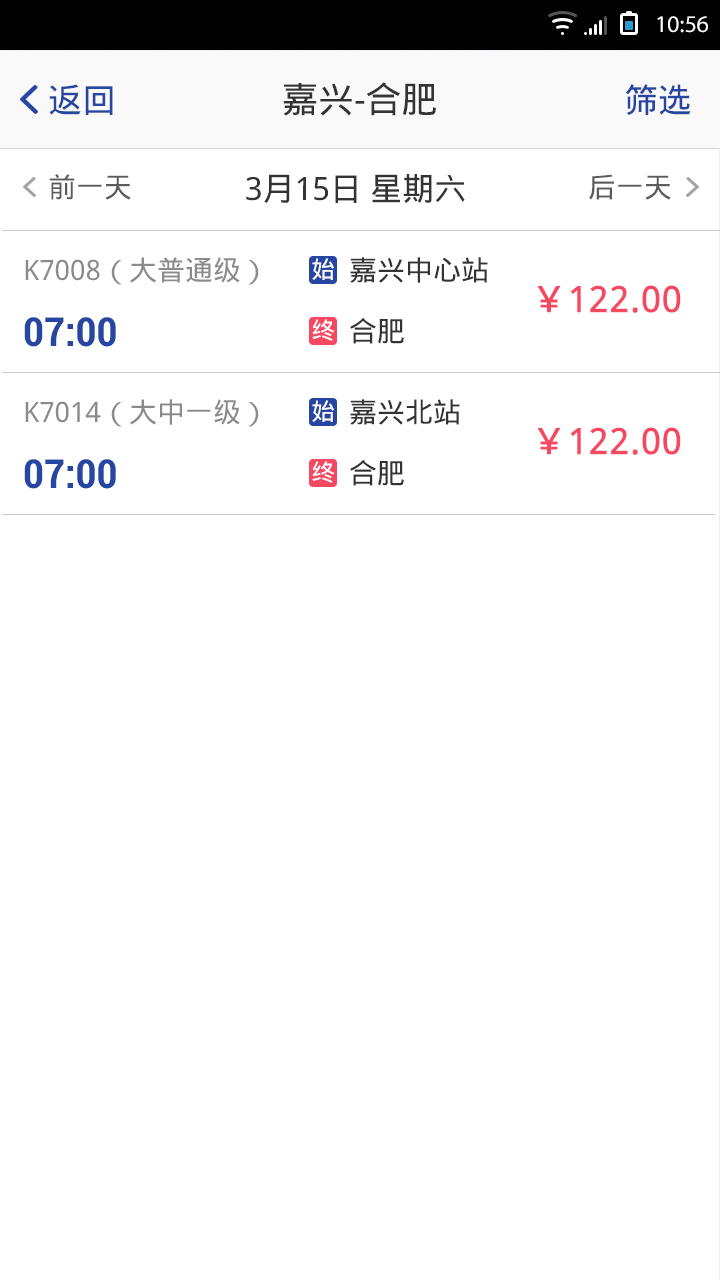 10:56
返回 嘉兴-合肥 筛选
前一天 3月15日 星期六 后一天
K7008（大普通级） 始 嘉兴中心站
¥122.00
07:00 终 合肥
K7014（大中一级） 始 嘉兴北站
¥122.00
07:00 终 合肥